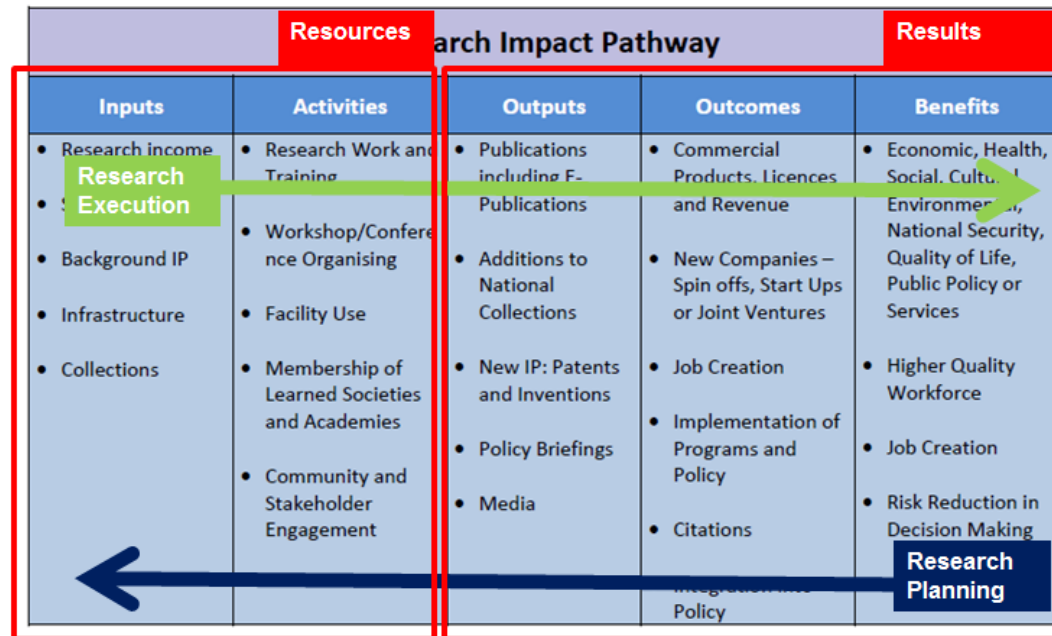 Resources
arch Impact Pathway
Results
Inputs
Activities
Outputs
Outcomes
Benefits
• Research income
• S
• Background IP
• Infrastructure
• Collections
Research
Execution
• Research Work and
Training
• Workshop/Confere
nce Organising
• Facility Use
• Membership of
Learned Societies
and Academies
• Community and
Stakeholder
Engagement
• Publications
including E-
Publications
• Additions to
National
Collections
• New IP: Patents
and Inventions
• Policy Briefings
• Media
• Commercial
Products, Licences
and Revenue
• New Companies –
Spin offs, Start Ups
or Joint Ventures
• Job Creation
• Implementation of
Programs and
Policy
• Citations
Integration into
Policy
• Economic, Health,
Social, Cultural
Environmental,
National Security,
Quality of Life,
Public Policy or
Services
• Higher Quality
Workforce
• Job Creation
• Risk Reduction in
Decision Making
Research
Planning